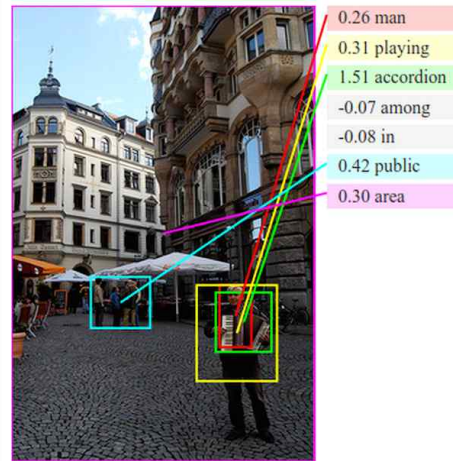 0.26 man
0.31 playing
1.51 accordion
-0.07 among
-0.08 in
0.42 public
0.30 area